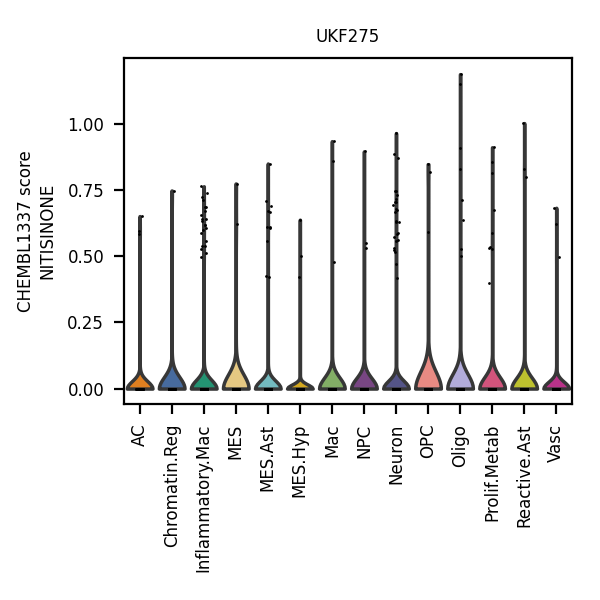 UKF275
CHEMBL1337 score
NITISINONE
1.00
0.75
0.50
0.25
0.00
AC
Chromatin.Reg
Inflammatory.Mac
MES
MES.Ast
MES.Hyp
Mac
NPC
Neuron
OPC
Oligo
Prolif.Metab
Reactive.Ast
Vasc